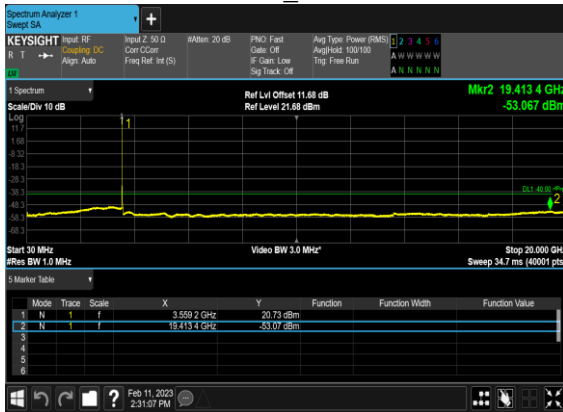 Spectrum Analyzer 1
Swept SA
+
KEYSIGHT Input: RF Input Z: 50 Ω #Atten: 20 dB PNO: Fast Avg Type: Power (RMS) 1 2 3 4 5 6
R T Coupling: DC Corr CCorr Gate: Off Avg|Hold: 100/100 A W W W W W
Align: Auto Freq Ref: Int (S) IF Gain: Low Trig: Free Run
LXI Sig Track: Off A N N N N N
1 Spectrum Ref Lvl Offset 11.68 dB Mkr2 19.413 4 GHz
Scale/Div 10 dB Ref Level 21.68 dBm -53.067 dBm
Log
11.7
1.68
-8.32
-18.3
-28.3
-38.3
-48.3
-58.3
-68.3
1
DL1 -40.00 dBm
2
Start 30 MHz Video BW 3.0 MHz* Stop 20.000 GHz
#Res BW 1.0 MHz Sweep 34.7 ms (40001 pts)
5 Marker Table
Mode Trace Scale X Y Function Function Width Function Value
1 N 1 f 3.559 2 GHz 20.73 dBm
2 N 1 f 19.413 4 GHz -53.07 dBm
3
4
5
6
? Feb 11, 2023
2:31:07 PM